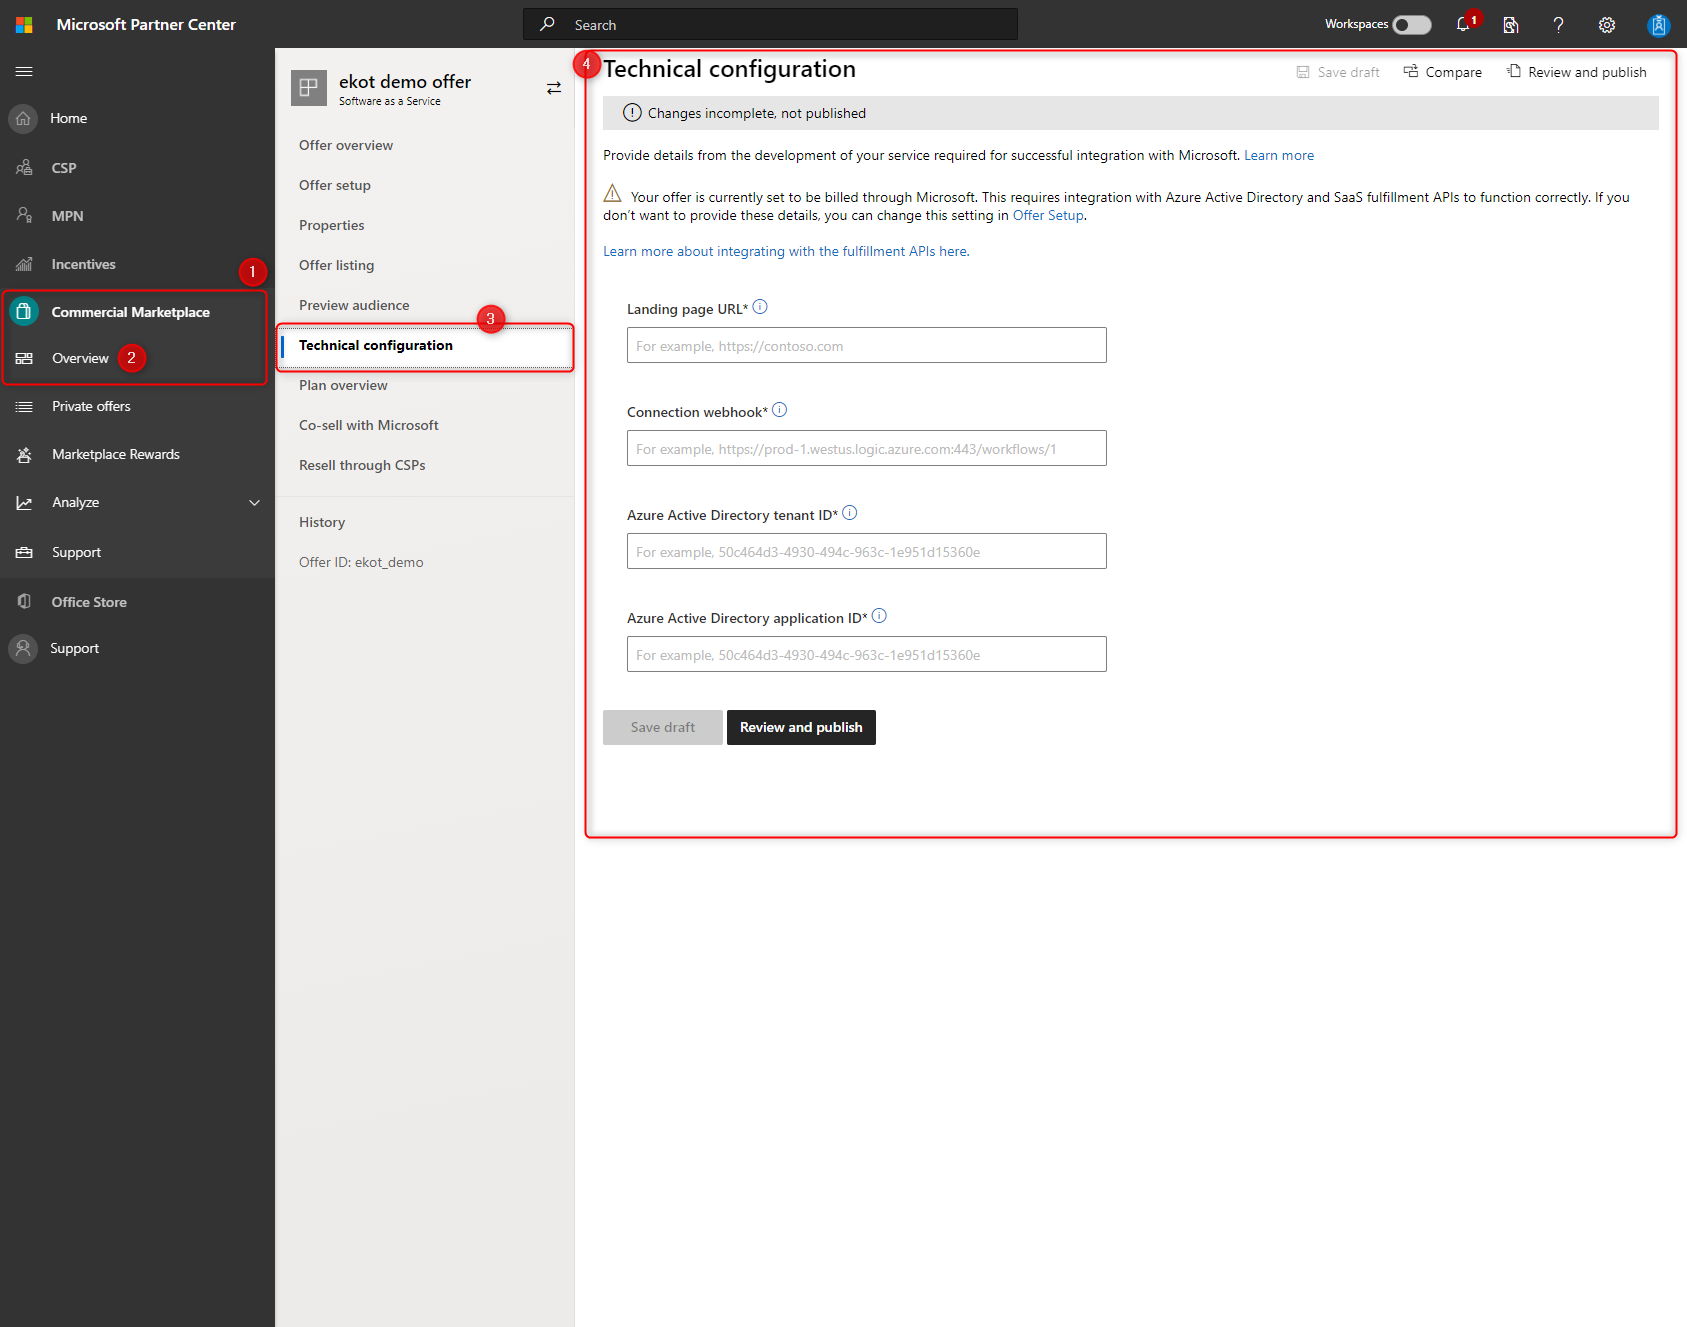 Microsoft Partner Center
Search
Workspaces
1
Home
CSP
MPN
Incentives
1
Commercial Marketplace
Overview 2
Private offers
Marketplace Rewards
Analyze
Support
Office Store
Support
ekot demo offer
Software as a Service
Offer overview
Offer setup
Properties
Offer listing
Preview audience
3
Technical configuration
Plan overview
Co-sell with Microsoft
Resell through CSPs
History
Offer ID: ekot_demo
4
Technical configuration
Save draft
Compare
Review and publish
Changes incomplete, not published
Provide details from the development of your service required for successful integration with Microsoft. Learn more
Your offer is currently set to be billed through Microsoft. This requires integration with Azure Active Directory and SaaS fulfillment APIs to function correctly. If you
don't want to provide these details, you can change this setting in Offer Setup.
Learn more about integrating with the fulfillment APIs here.
Landing page URL*
For example, https://contoso.com
Connection webhook*
For example, https://prod-1.westus.logic.azure.com:443/workflows/1
Azure Active Directory tenant ID*
For example, 50c464d3-4930-494c-963c-1e951d15360e
Azure Active Directory application ID*
For example, 50c464d3-4930-494c-963c-1e951d15360e
Save draft
Review and publish